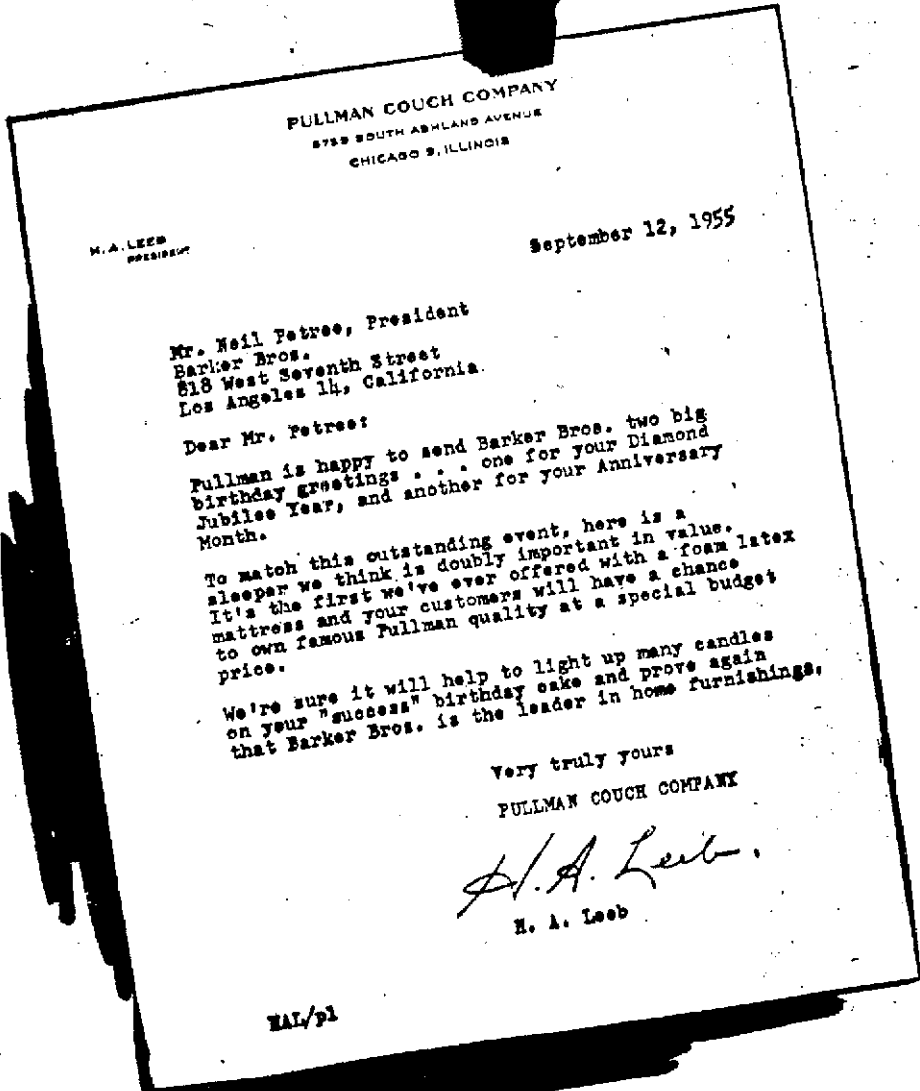 PULLMAN COUCH COMPANY
5759 SOUTH ASHLAND AVENUE
CHICAGO 9, ILLINOIS
H. A. LEEB
PRESIDENT
September 12, 1955
Mr. Neil Petree, President
Barker Bros.
818 West Seventh Street
Los Angeles 14, California
Dear Mr. Petree:
Pullman is happy to send Barker Bros. two big
birthday greetings . . . one for your Diamond
Jubilee Year, and another for your Anniversary
Month.
To match this outstanding event, here is a
sleeper we think is doubly important in value.
It's the first we've ever offered with a foam latex
mattress and your customers will have a chance
to own famous Pullman quality at a special budget
price.
We're sure it will help to light up many candles
on your "success" birthday cake and prove again
that Barker Bros. is the leader in home furnishings.
Very truly yours
PULLMAN COUCH COMPANY
H. A. Leeb.
H. A. Leeb
HAL/pl